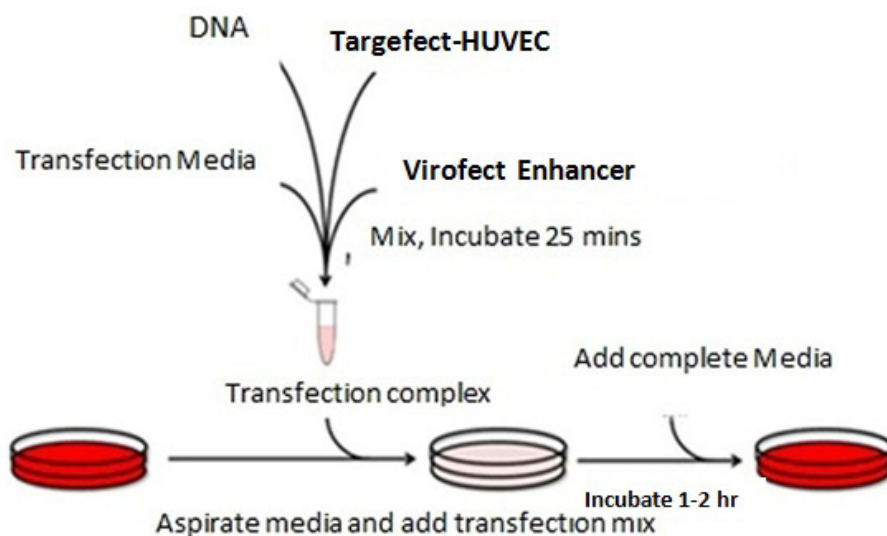 DNA
Targefect-HUVEC
Transfection Media
Virofect Enhancer
Mix, Incubate 25 mins
Add complete Media
Transfection complex
Incubate 1-2 hr
Aspirate media and add transfection mix